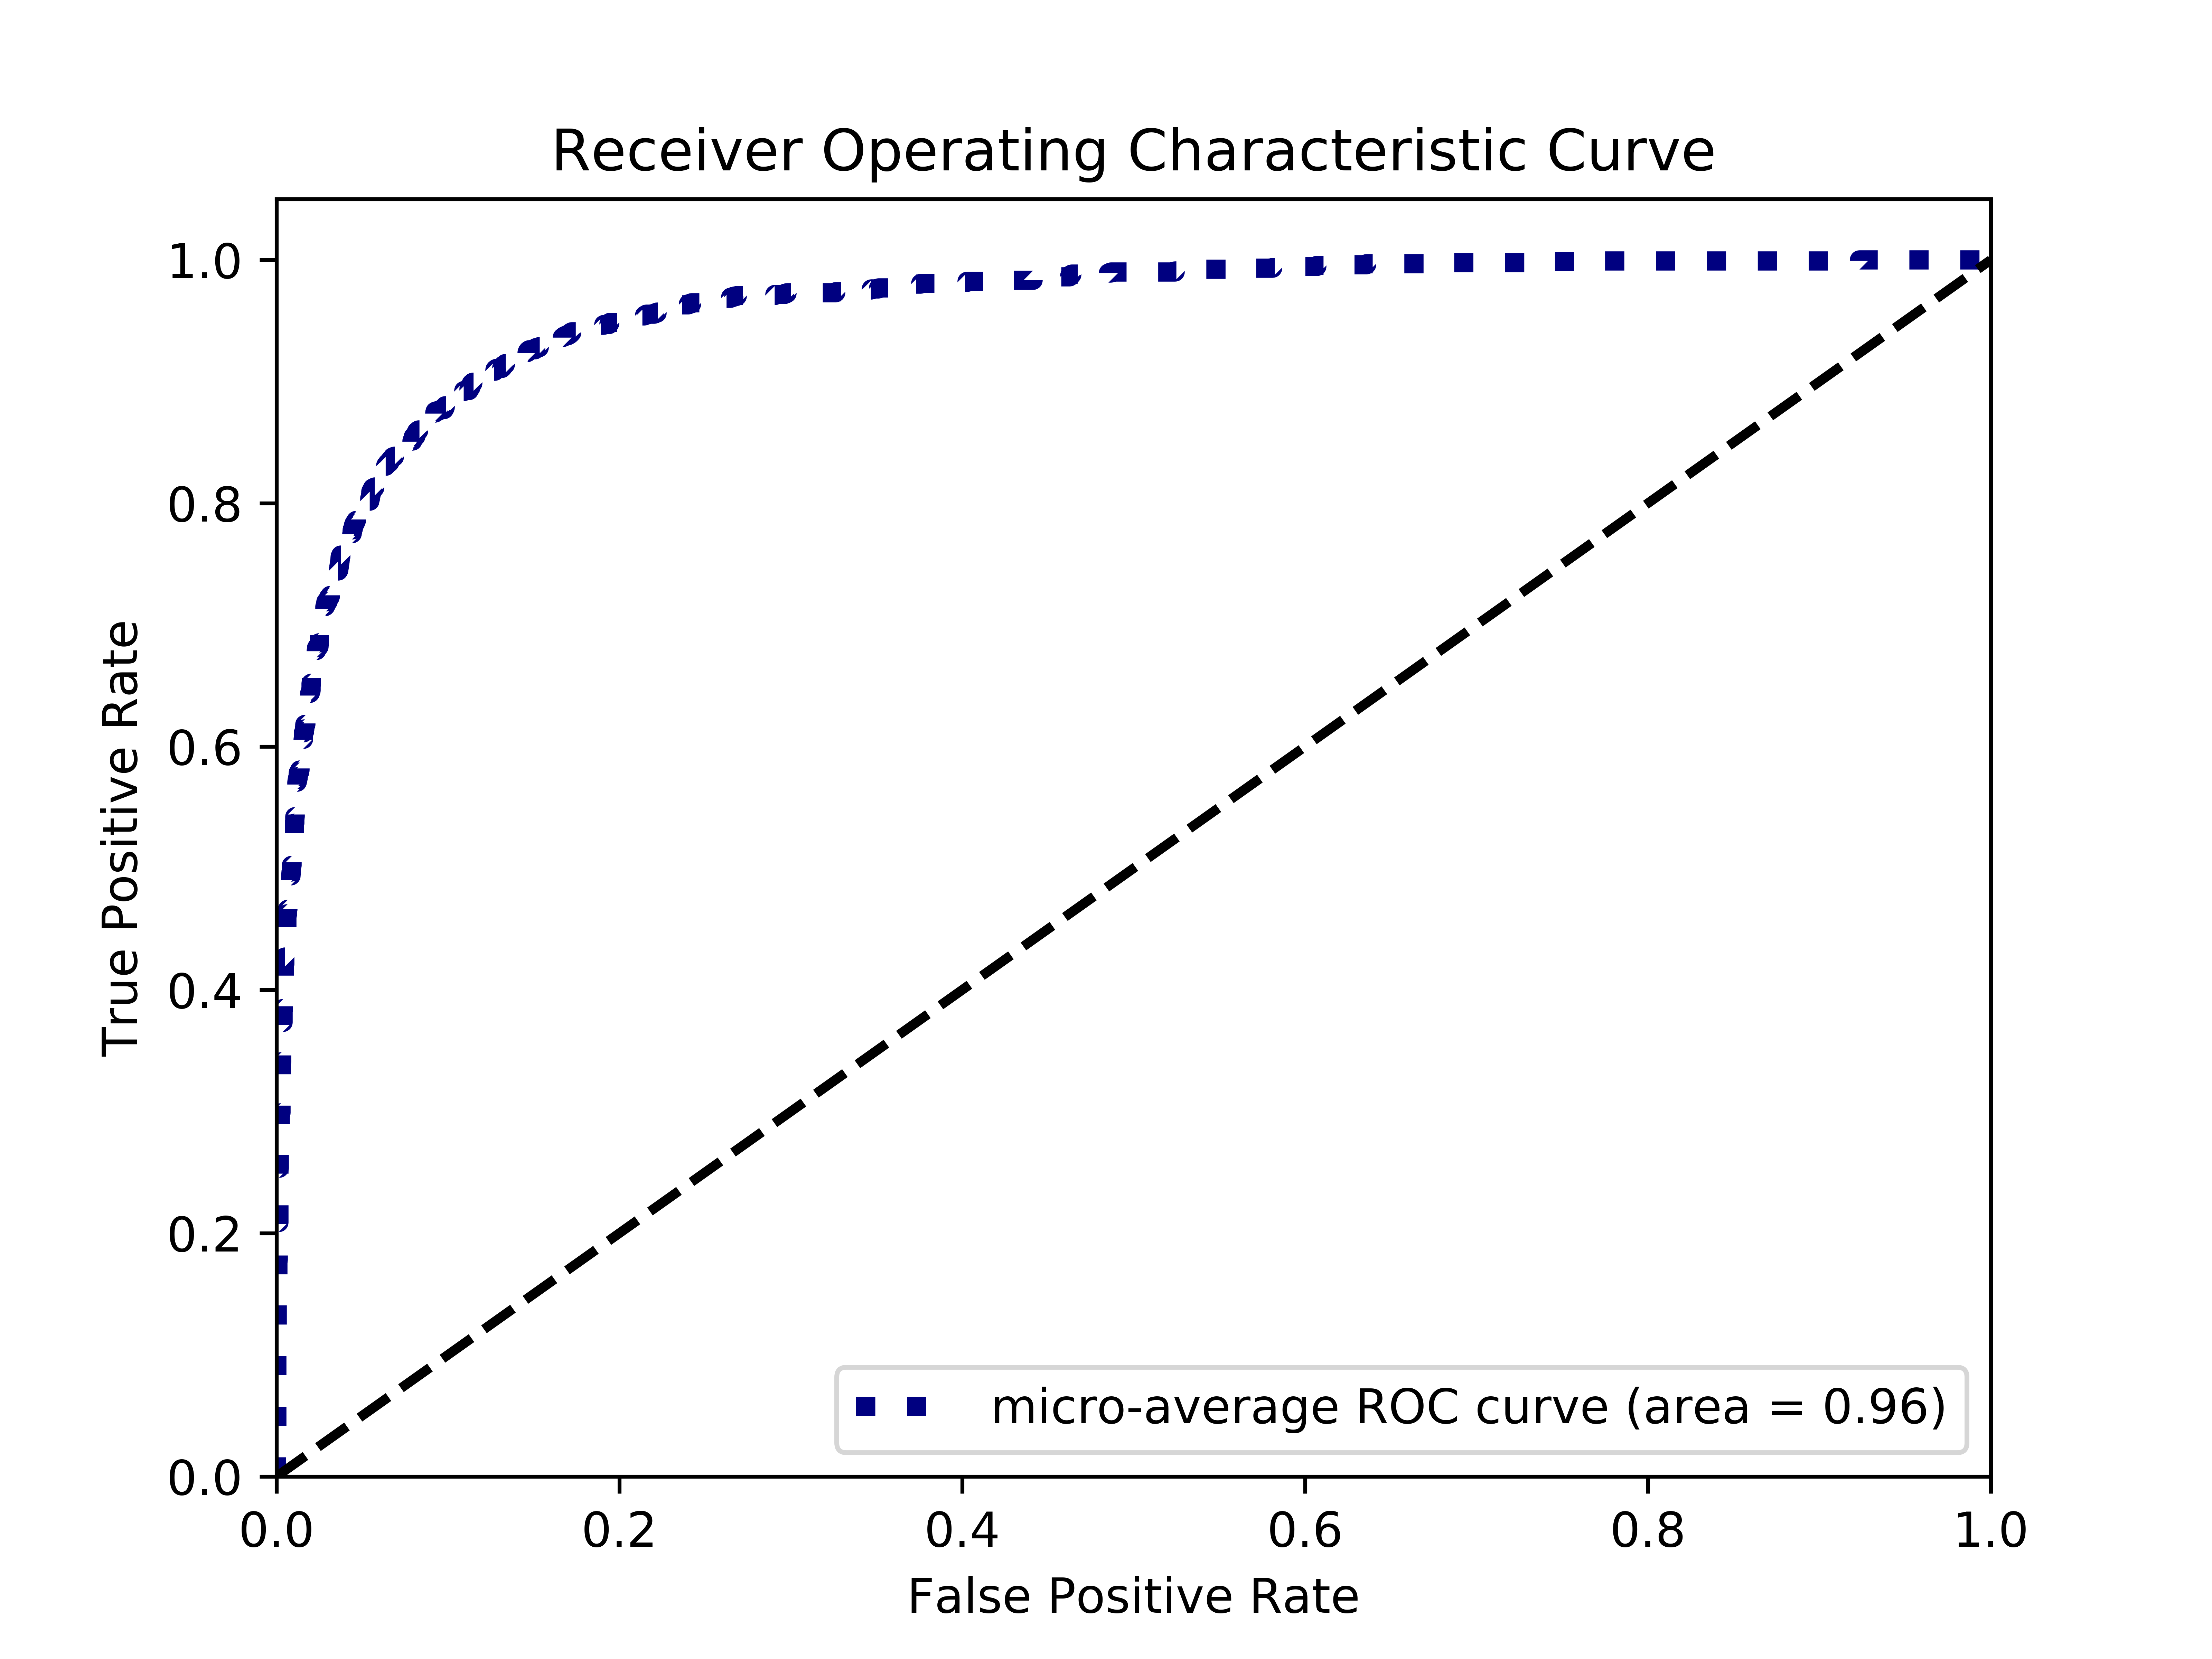 Receiver Operating Characteristic Curve
1.0
0.8
0.6
0.4
0.2
0.0
True Positive Rate
micro-average ROC curve (area = 0.96)
0.0 0.2 0.4 0.6 0.8 1.0
False Positive Rate